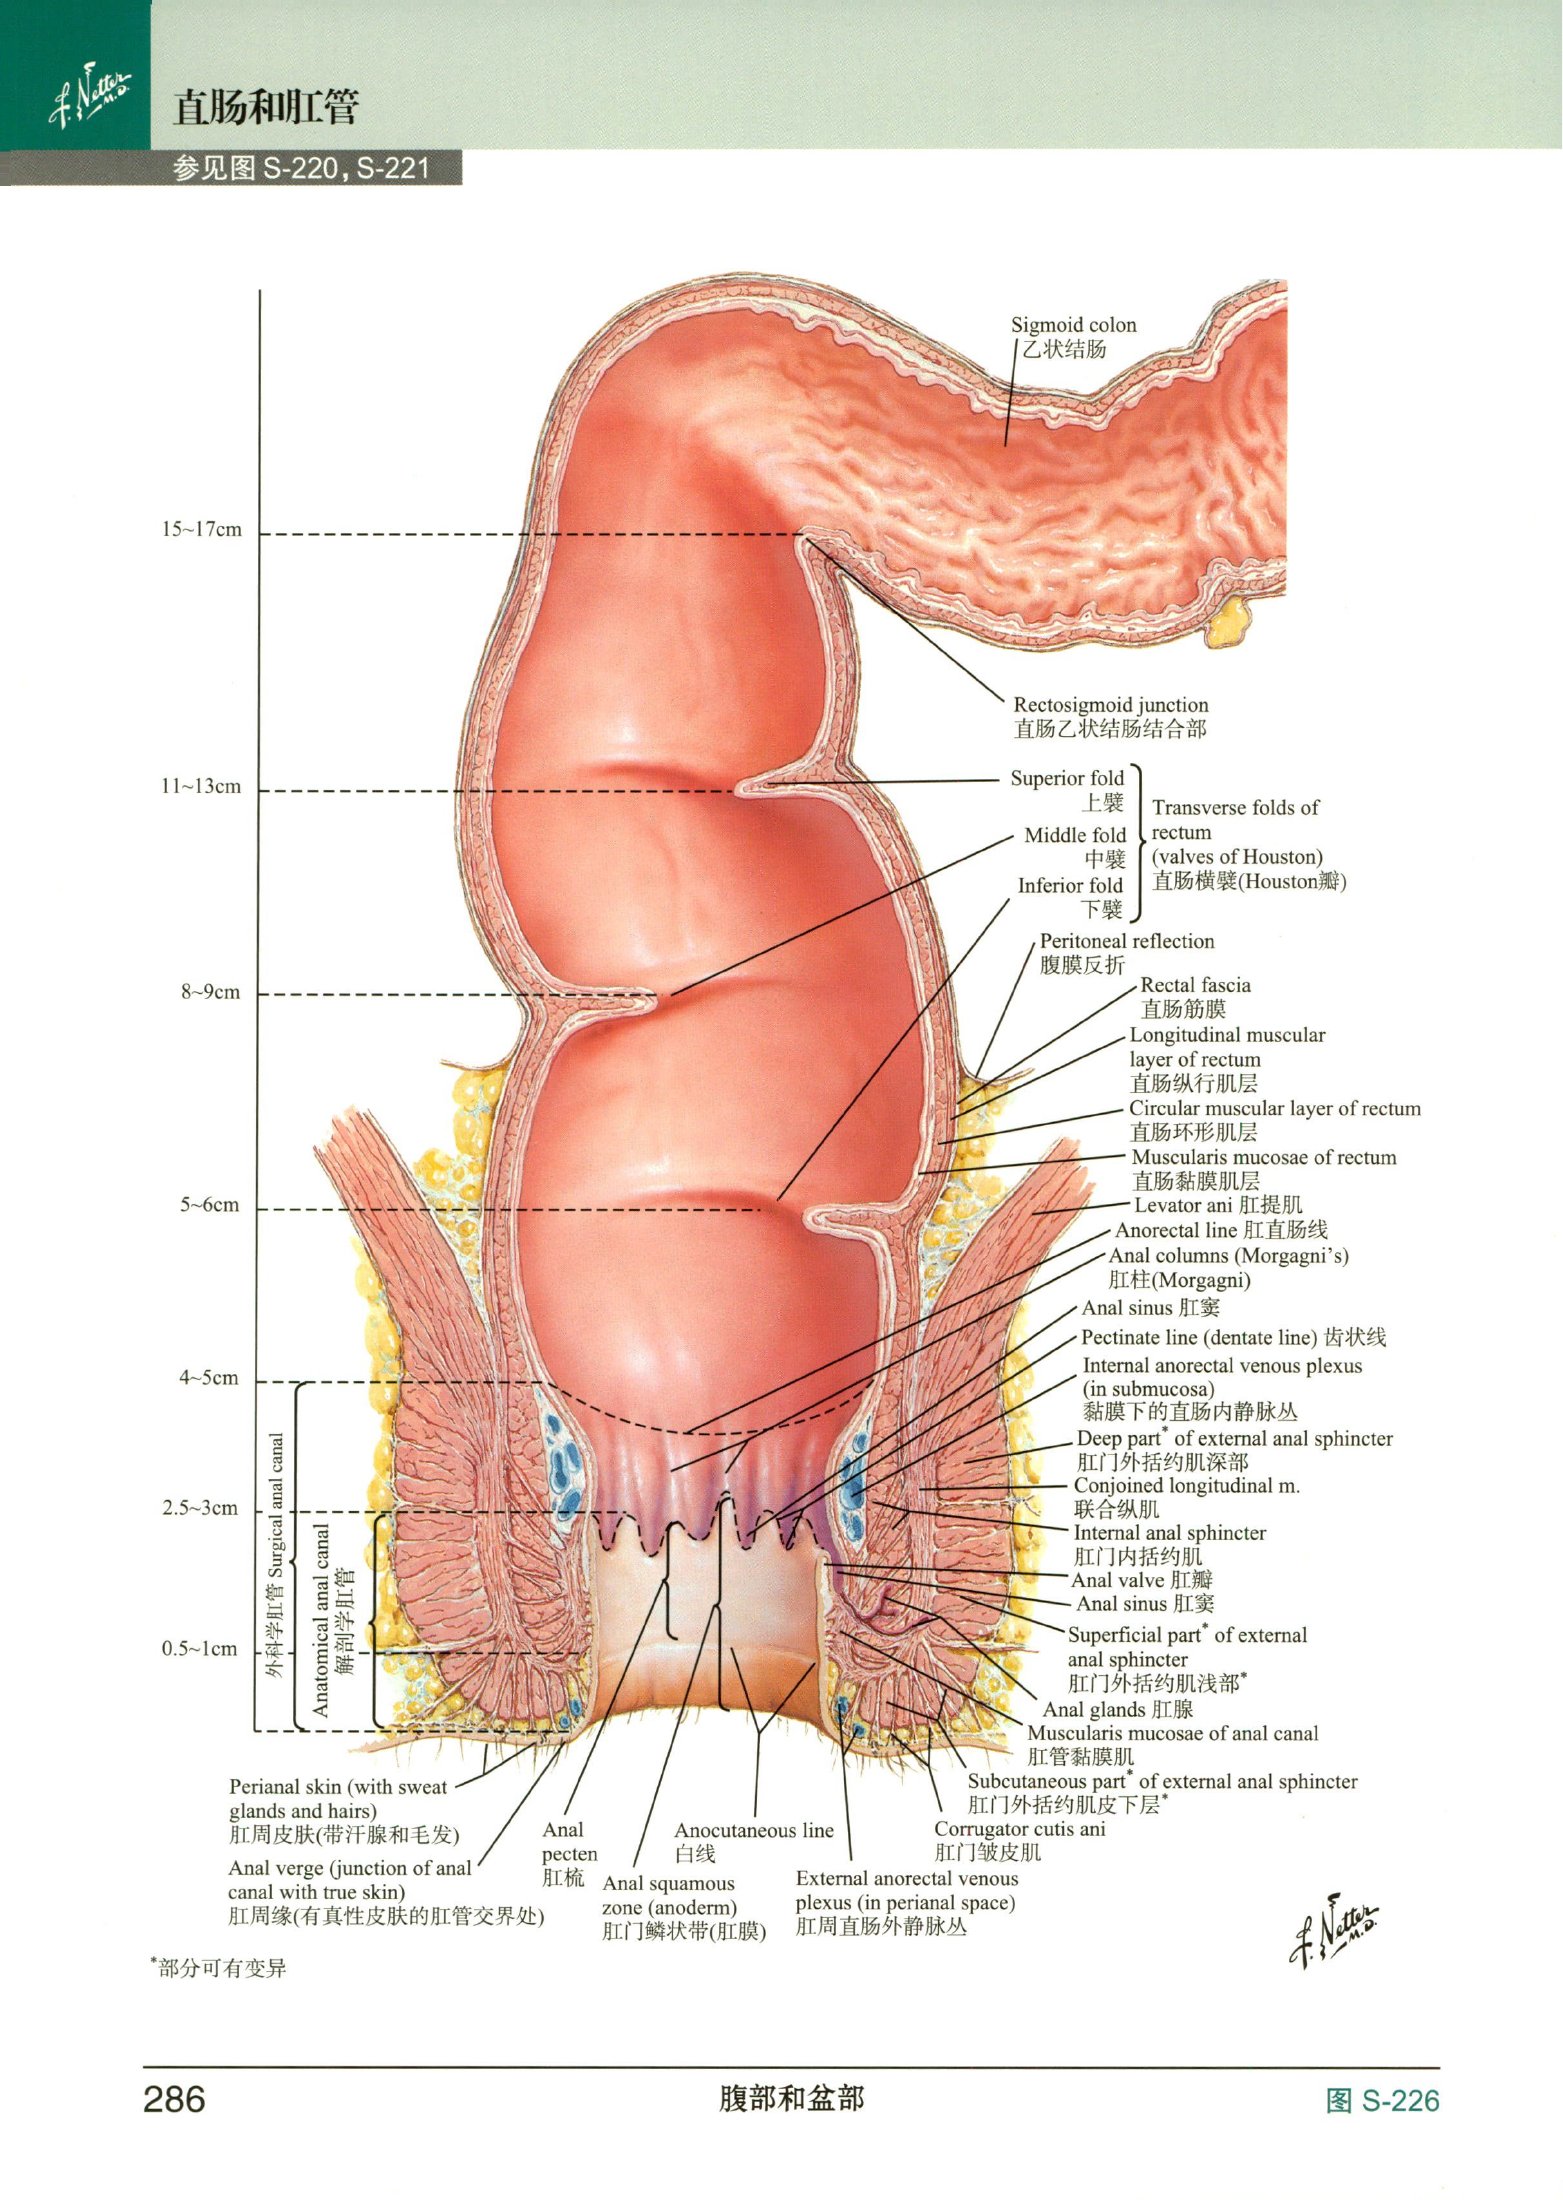 F. Netter M.D.
直肠和肛管
参见图 S-220, S-221
Sigmoid colon
乙状结肠
15~17cm
Rectosigmoid junction
直肠乙状结肠结合部
11~13cm
Superior fold
上襞
Middle fold
中襞
Inferior fold
下襞
Transverse folds of
rectum
(valves of Houston)
直肠横襞(Houston瓣)
Peritoneal reflection
腹膜反折
8~9cm
Rectal fascia
直肠筋膜
Longitudinal muscular
layer of rectum
直肠纵行肌层
Circular muscular layer of rectum
直肠环形肌层
Muscularis mucosae of rectum
直肠黏膜肌层
5~6cm
Levator ani 肛提肌
Anorectal line 肛直肠线
Anal columns (Morgagni's)
肛柱(Morgagni)
Anal sinus 肛窦
Pectinate line (dentate line) 齿状线
Internal anorectal venous plexus
(in submucosa)
黏膜下的直肠内静脉丛
4~5cm
Deep part* of external anal sphincter
肛门外括约肌深部
Conjoined longitudinal m.
联合纵肌
2.5~3cm
Internal anal sphincter
肛门内括约肌
Anal valve 肛瓣
Anal sinus 肛窦
Superficial part* of external
anal sphincter
肛门外括约肌浅部*
0.5~1cm
外科学肛管 Surgical anal canal
Anatomical anal canal
解剖学肛管
Anal glands 肛腺
Muscularis mucosae of anal canal
肛管黏膜肌
Subcutaneous part* of external anal sphincter
肛门外括约肌皮下层*
Corrugator cutis ani
肛门皱皮肌
Perianal skin (with sweat
glands and hairs)
肛周皮肤(带汗腺和毛发)
Anal verge (junction of anal
canal with true skin)
肛周缘(有真性皮肤的肛管交界处)
Anal
pecten
肛梳
Anal squamous
zone (anoderm)
肛门鳞状带(肛膜)
Anocutaneous line
白线
External anorectal venous
plexus (in perianal space)
肛周直肠外静脉丛
F. Netter M.D.
*部分可有变异
286
腹部和盆部
图 S-226